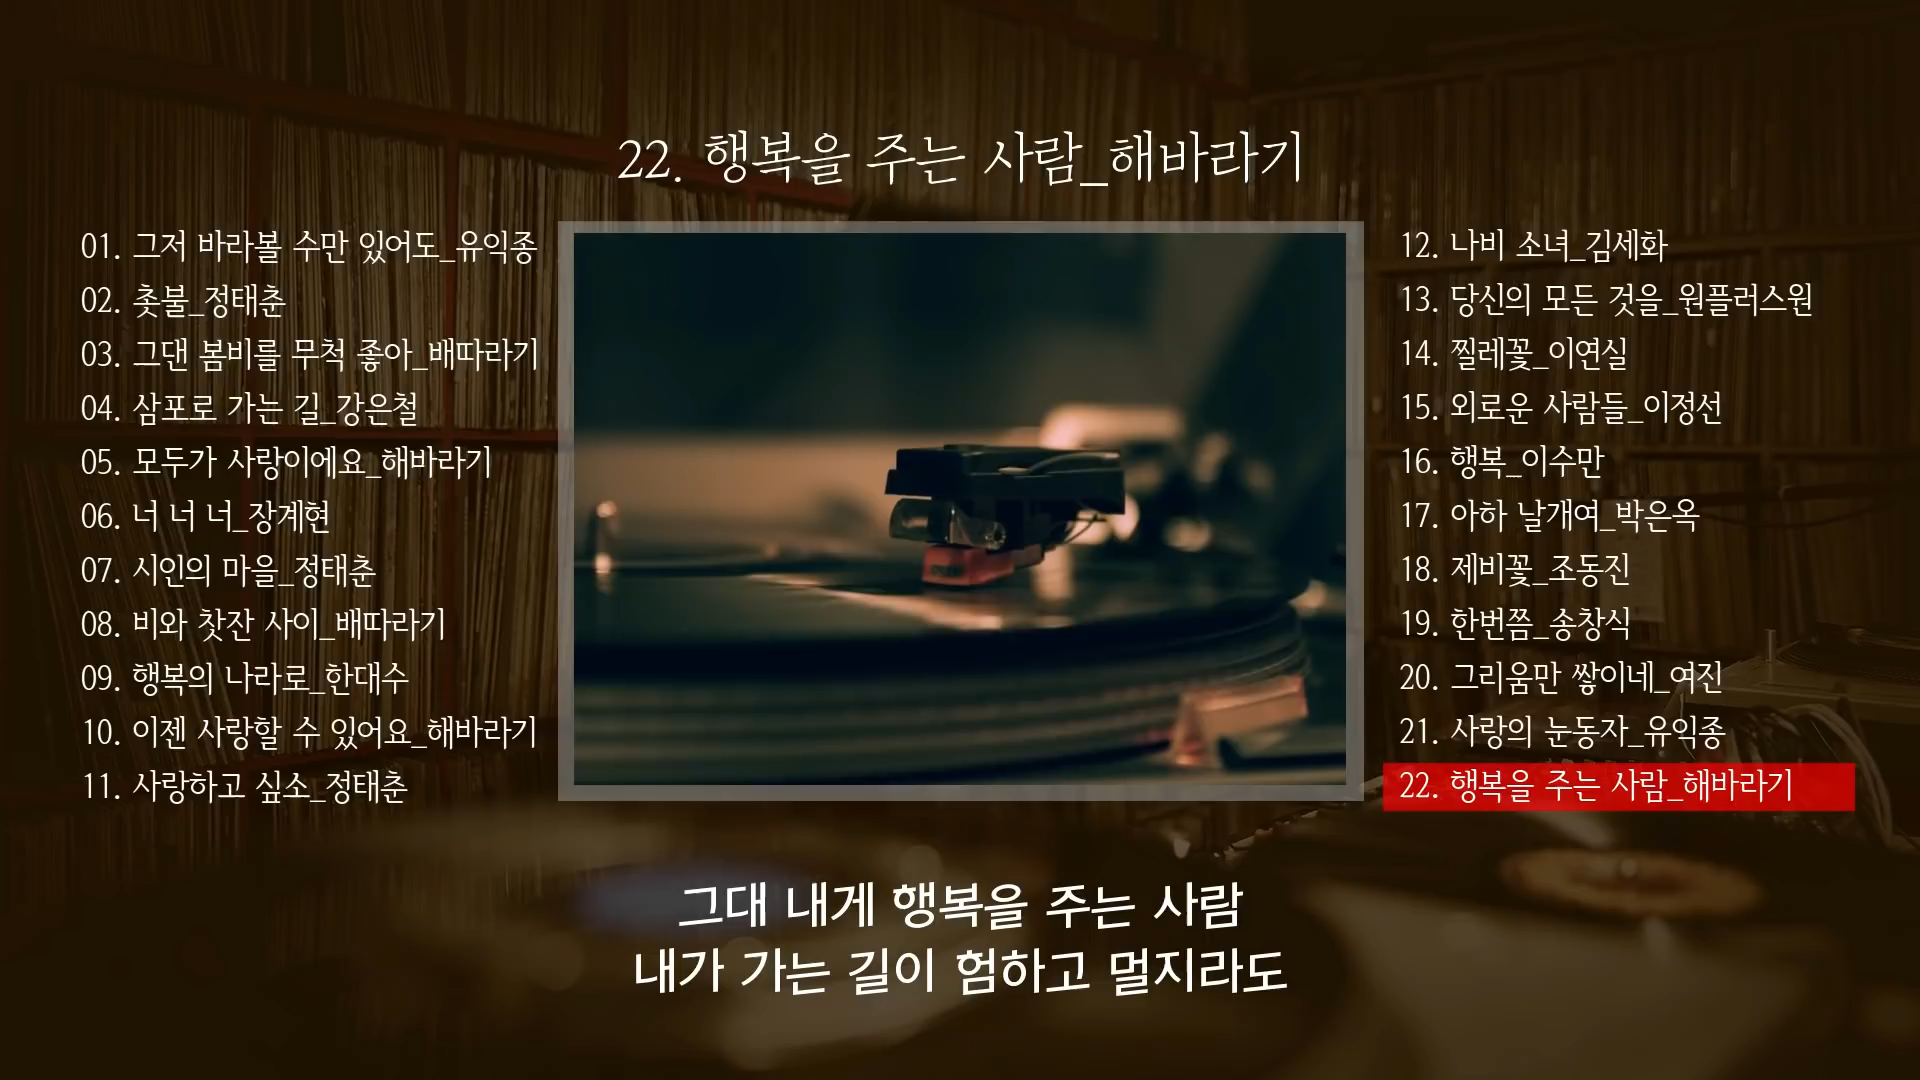 22. 행복을 주는 사람_해바라기
01. 그저 바라볼 수만 있어도_유익종
02. 촛불_정태춘
03. 그댄 봄비를 무척 좋아_배따라기
04. 삼포로 가는 길_강은철
05. 모두가 사랑이에요_해바라기
06. 너 너 너_장계현
07. 시인의 마을_정태춘
08. 비와 찻잔 사이_배따라기
09. 행복의 나라로_한대수
10. 이젠 사랑할 수 있어요_해바라기
11. 사랑하고 싶소_정태춘
12. 나비 소녀_김세화
13. 당신의 모든 것을_원플러스원
14. 찔레꽃_이연실
15. 외로운 사람들_이정선
16. 행복_이수만
17. 아하 날개여_박은옥
18. 제비꽃_조동진
19. 한번쯤_송창식
20. 그리움만 쌓이네_여진
21. 사랑의 눈동자_유익종
22. 행복을 주는 사람_해바라기
그대 내게 행복을 주는 사람
내가 가는 길이 험하고 멀지라도